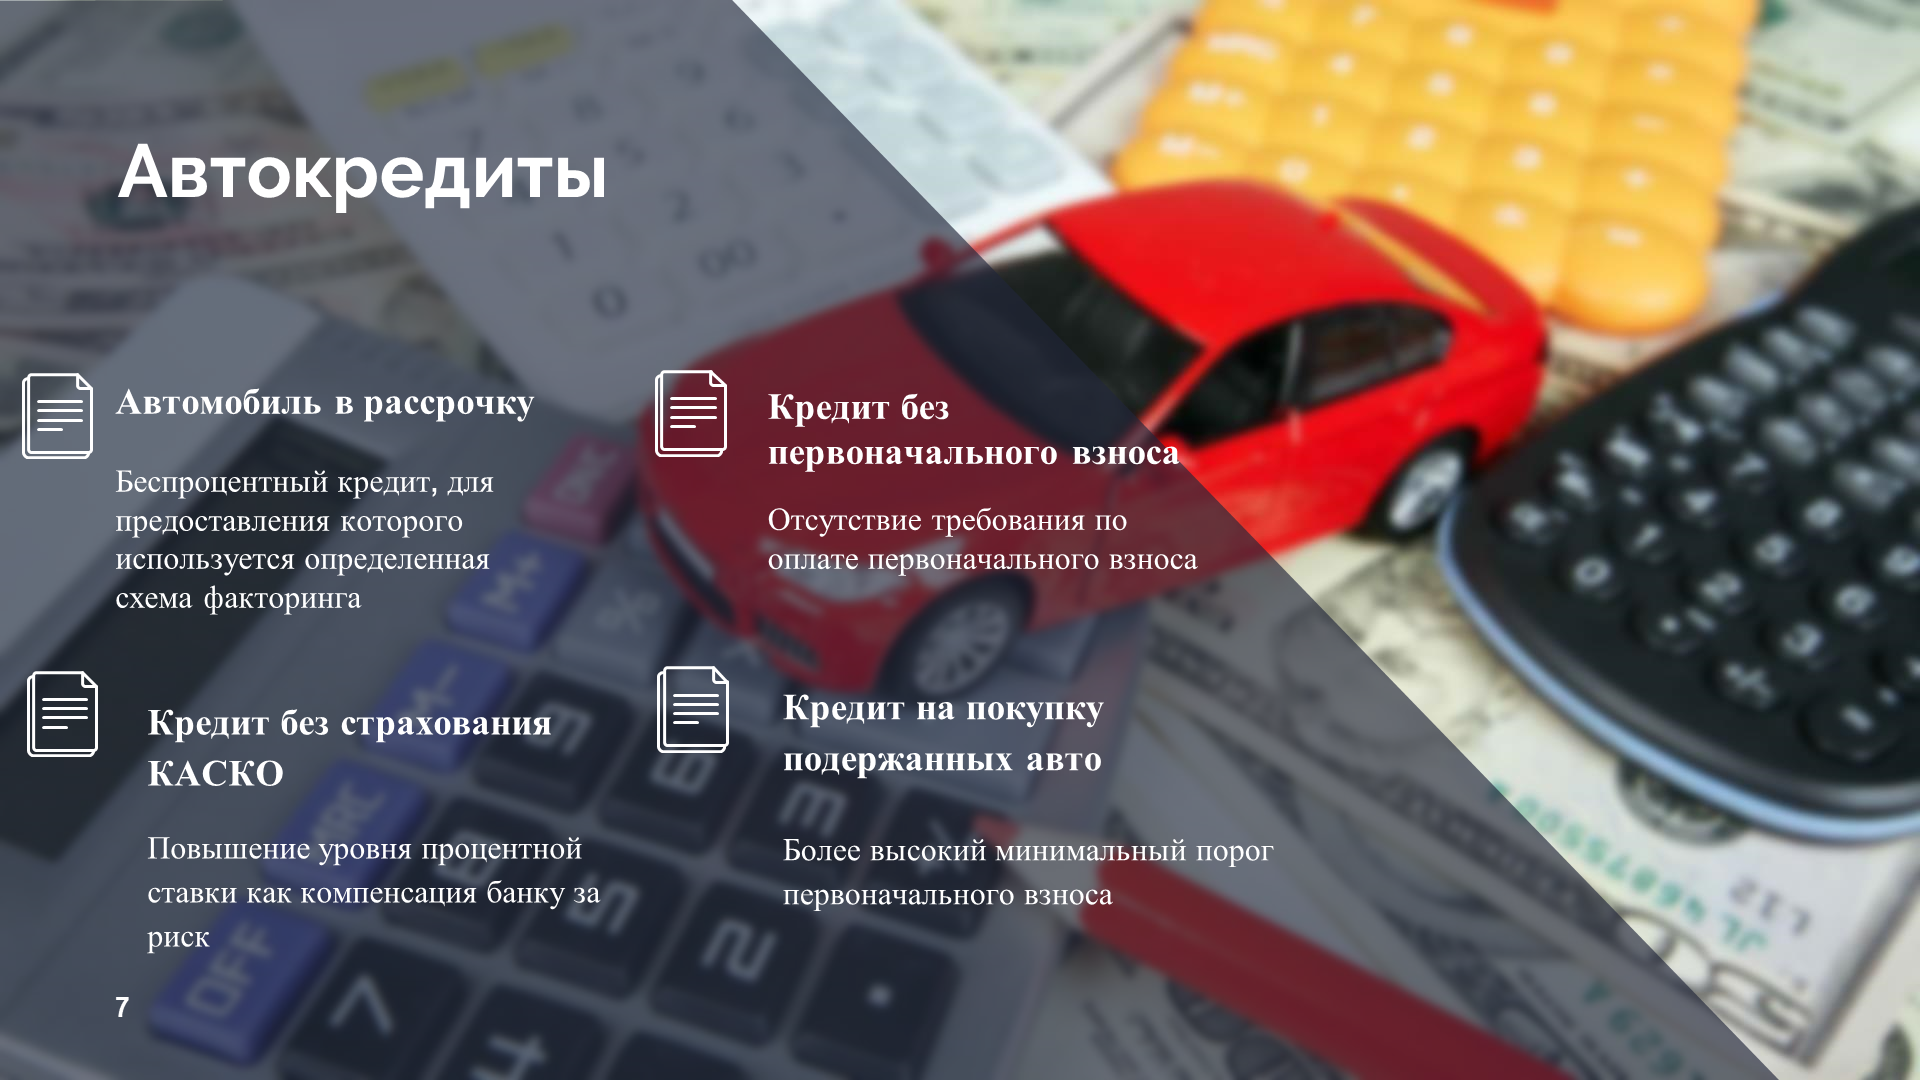 Автокредиты
Автомобиль в рассрочку
Беспроцентный кредит, для
предоставления которого
используется определенная
схема факторинга
Кредит без
первоначального взноса
Отсутствие требования по
оплате первоначального взноса
Кредит без страхования
КАСКО
Повышение уровня процентной
ставки как компенсация банку за
риск
Кредит на покупку
подержанных авто
Более высокий минимальный порог
первоначального взноса
7